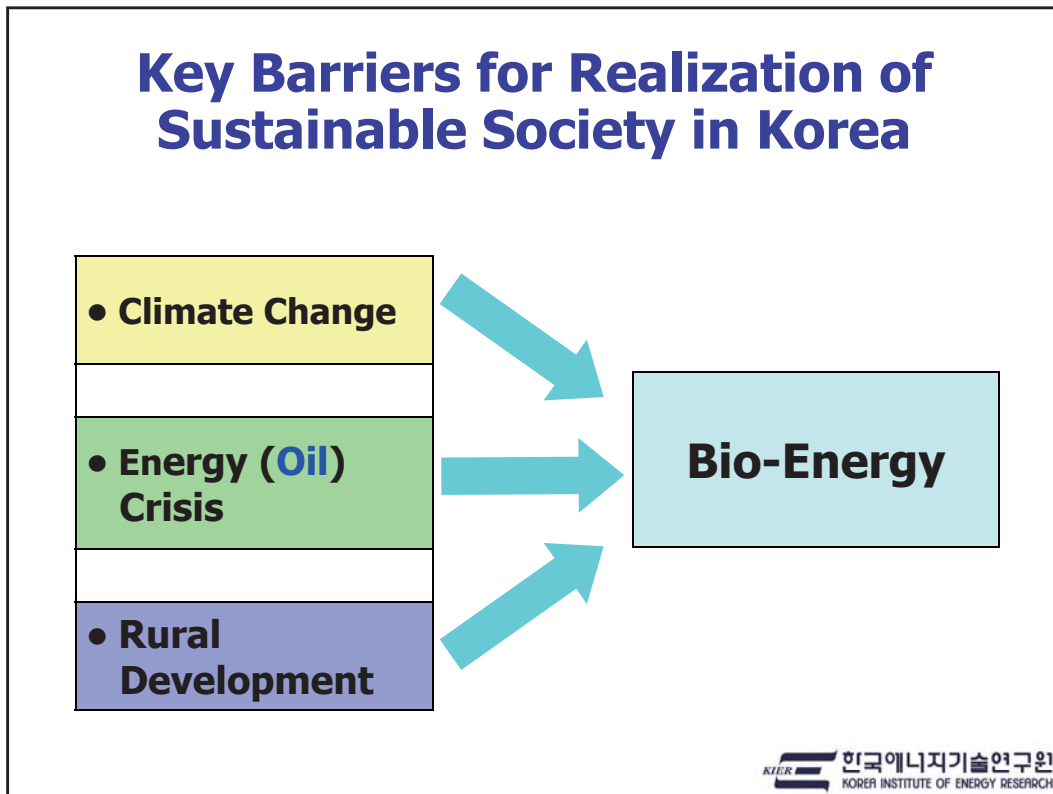 Key Barriers for Realization of
Sustainable Society in Korea
• Climate Change
• Energy (Oil)
Crisis
• Rural
Development
Bio-Energy
KIER
한국에너지기술연구원
KOREA INSTITUTE OF ENERGY RESEARCH